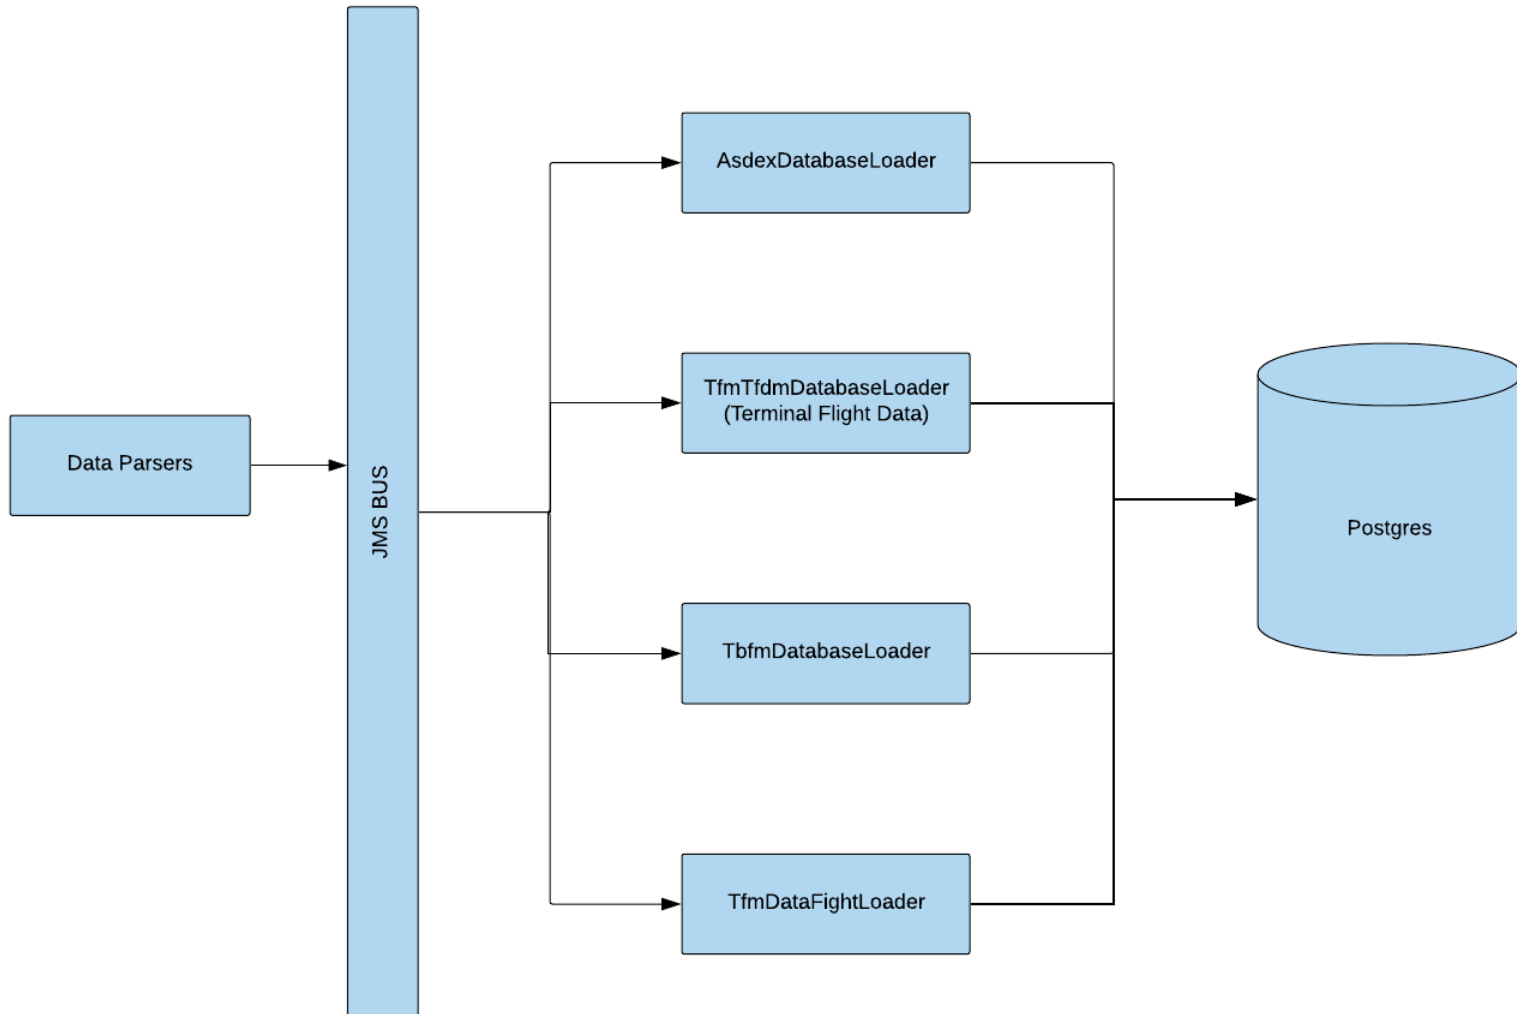 Data Parsers
JMS BUS
AsdexDatabaseLoader
TfmTfdmDatabaseLoader
(Terminal Flight Data)
TbfmDatabaseLoader
TfmDataFightLoader
Postgres